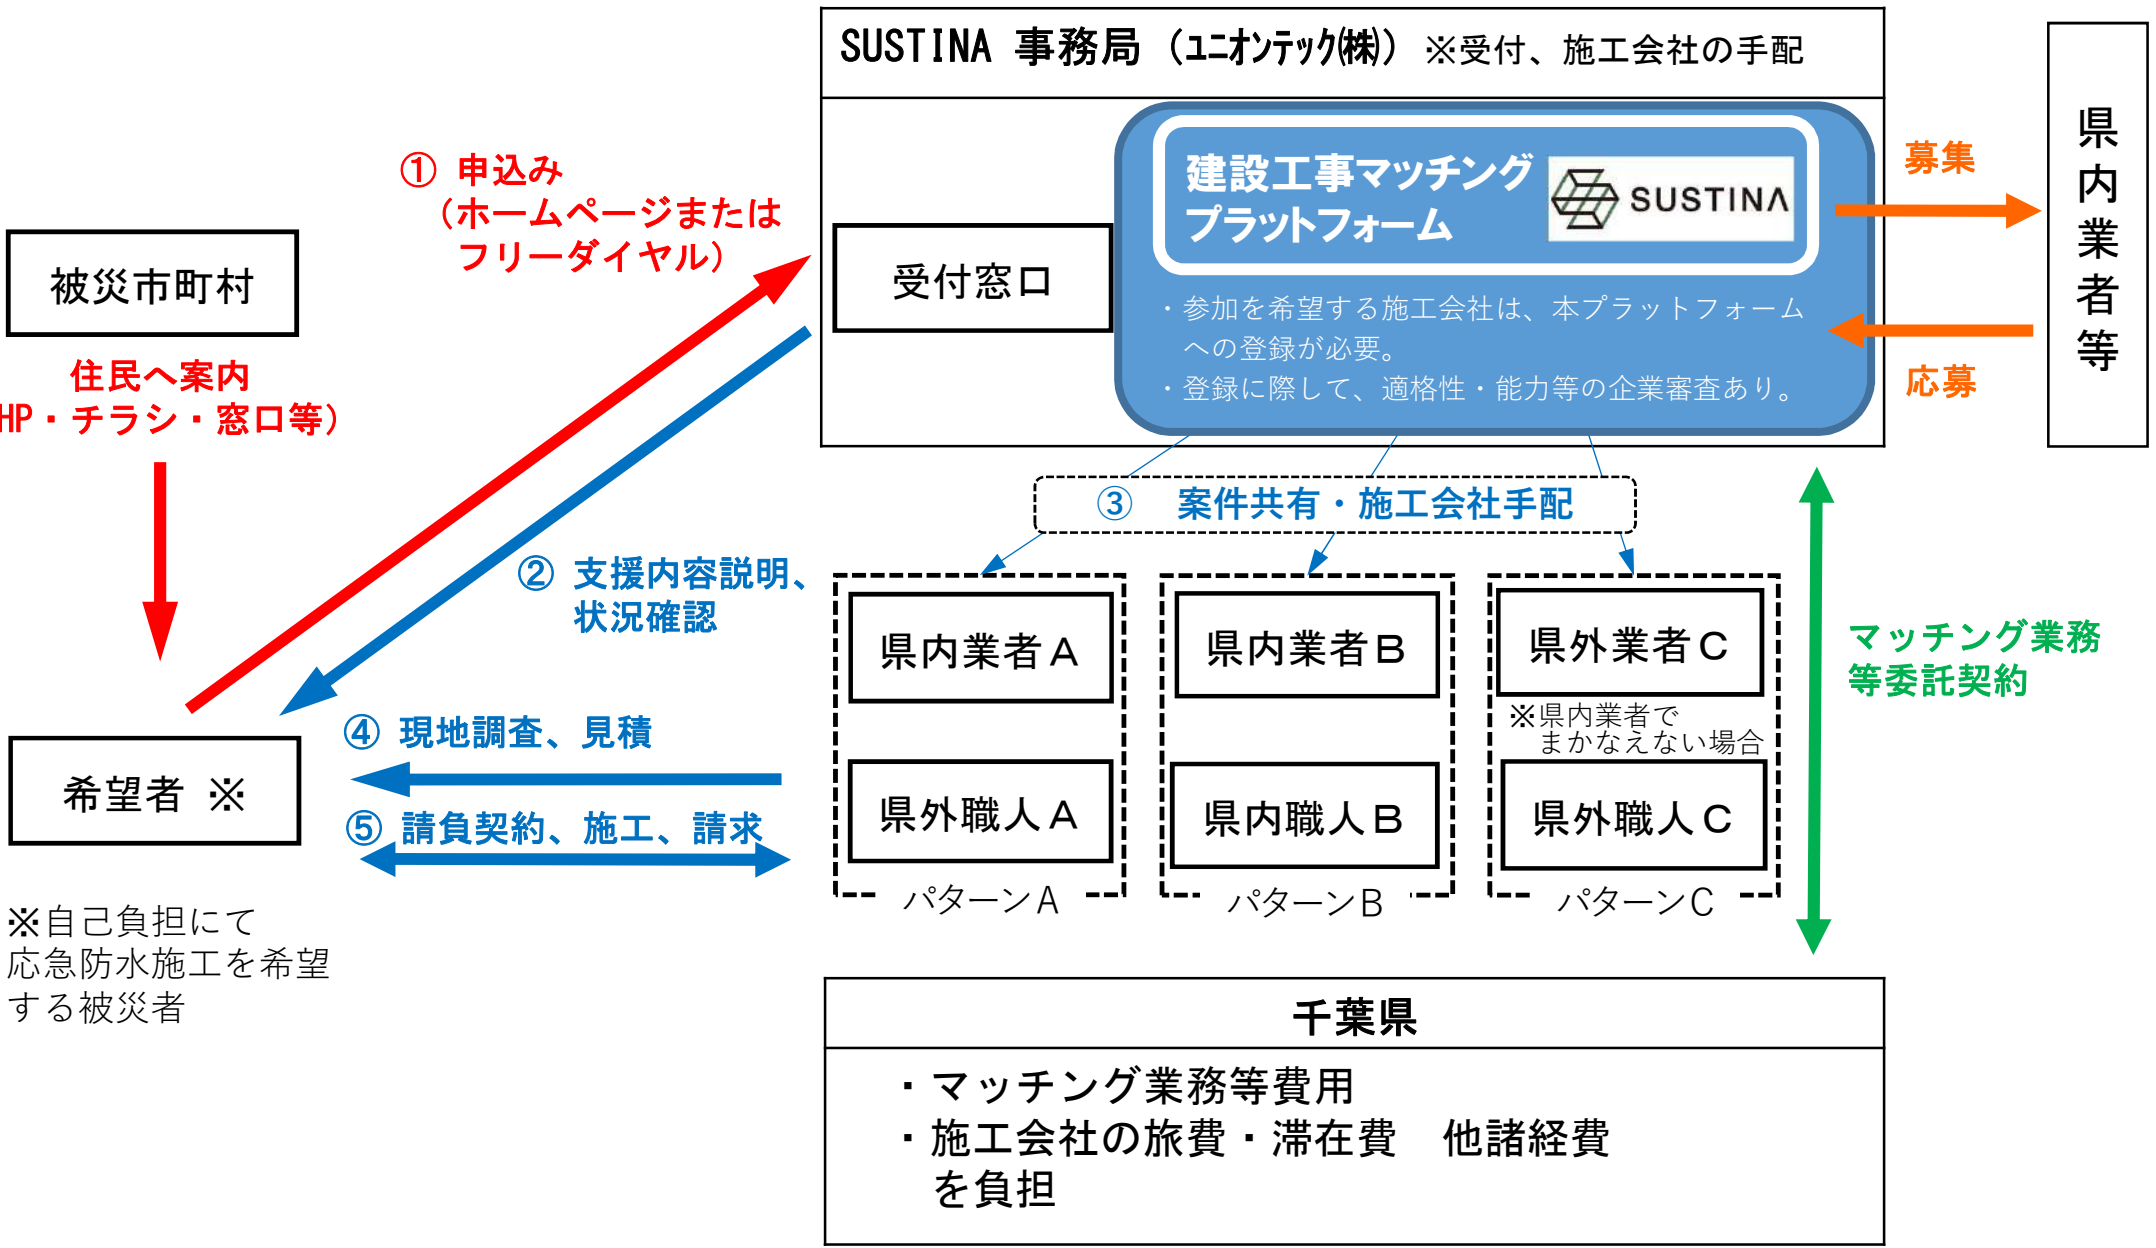 SUSTINA 事務局（ユニオンテック㈱）※受付、施工会社の手配
建設工事マッチング
プラットフォーム
SUSTINA
受付窓口
・参加を希望する施工会社は、本プラットフォーム
への登録が必要。
・登録に際して、適格性・能力等の企業審査あり。
募集
応募
県内業者等
① 申込み
（ホームページまたは
フリーダイヤル）
被災市町村
住民へ案内
HP・チラシ・窓口等）
② 支援内容説明、
状況確認
③ 案件共有・施工会社手配
県内業者Ａ
県外職人Ａ
パターンＡ
県内業者Ｂ
県内職人Ｂ
パターンＢ
県外業者Ｃ
※県内業者で
まかなえない場合
県外職人Ｃ
パターンＣ
マッチング業務
等委託契約
④ 現地調査、見積
⑤ 請負契約、施工、請求
希望者 ※
※自己負担にて
応急防水施工を希望
する被災者
千葉県
・マッチング業務等費用
・施工会社の旅費・滞在費 他諸経費
を負担